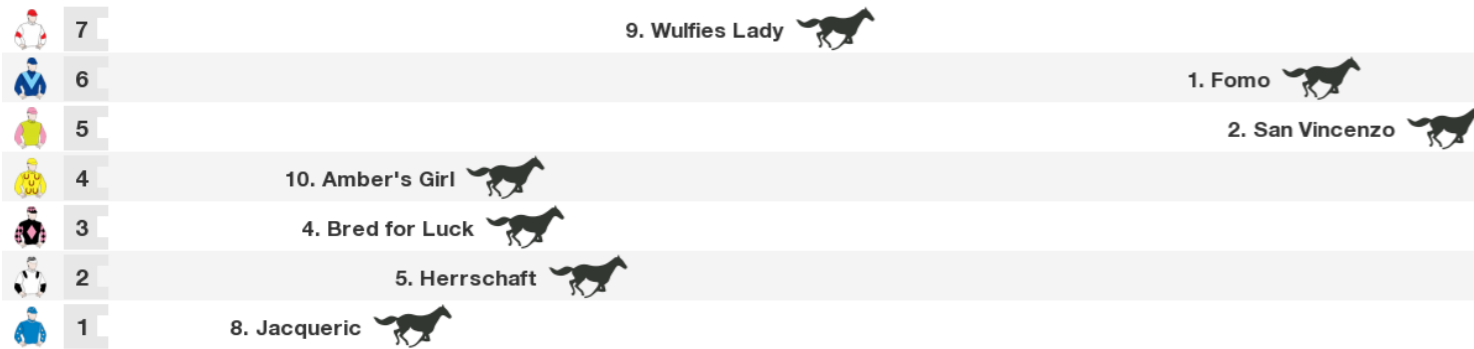 7 9. Wulfies Lady
6 1. Fomo
5 2. San Vincenzo
4 10. Amber's Girl
3 4. Bred for Luck
2 5. Herrschaft
1 8. Jacqueric